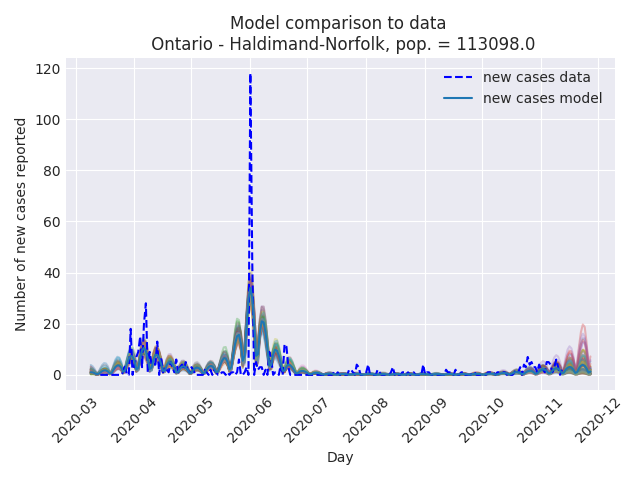 Model comparison to data
Ontario - Haldimand-Norfolk, pop. = 113098.0
new cases data
new cases model
Number of new cases reported
120
100
80
60
40
20
0
2020-03
2020-04
2020-05
2020-06
2020-07
2020-08
2020-09
2020-10
2020-11
2020-12
Day